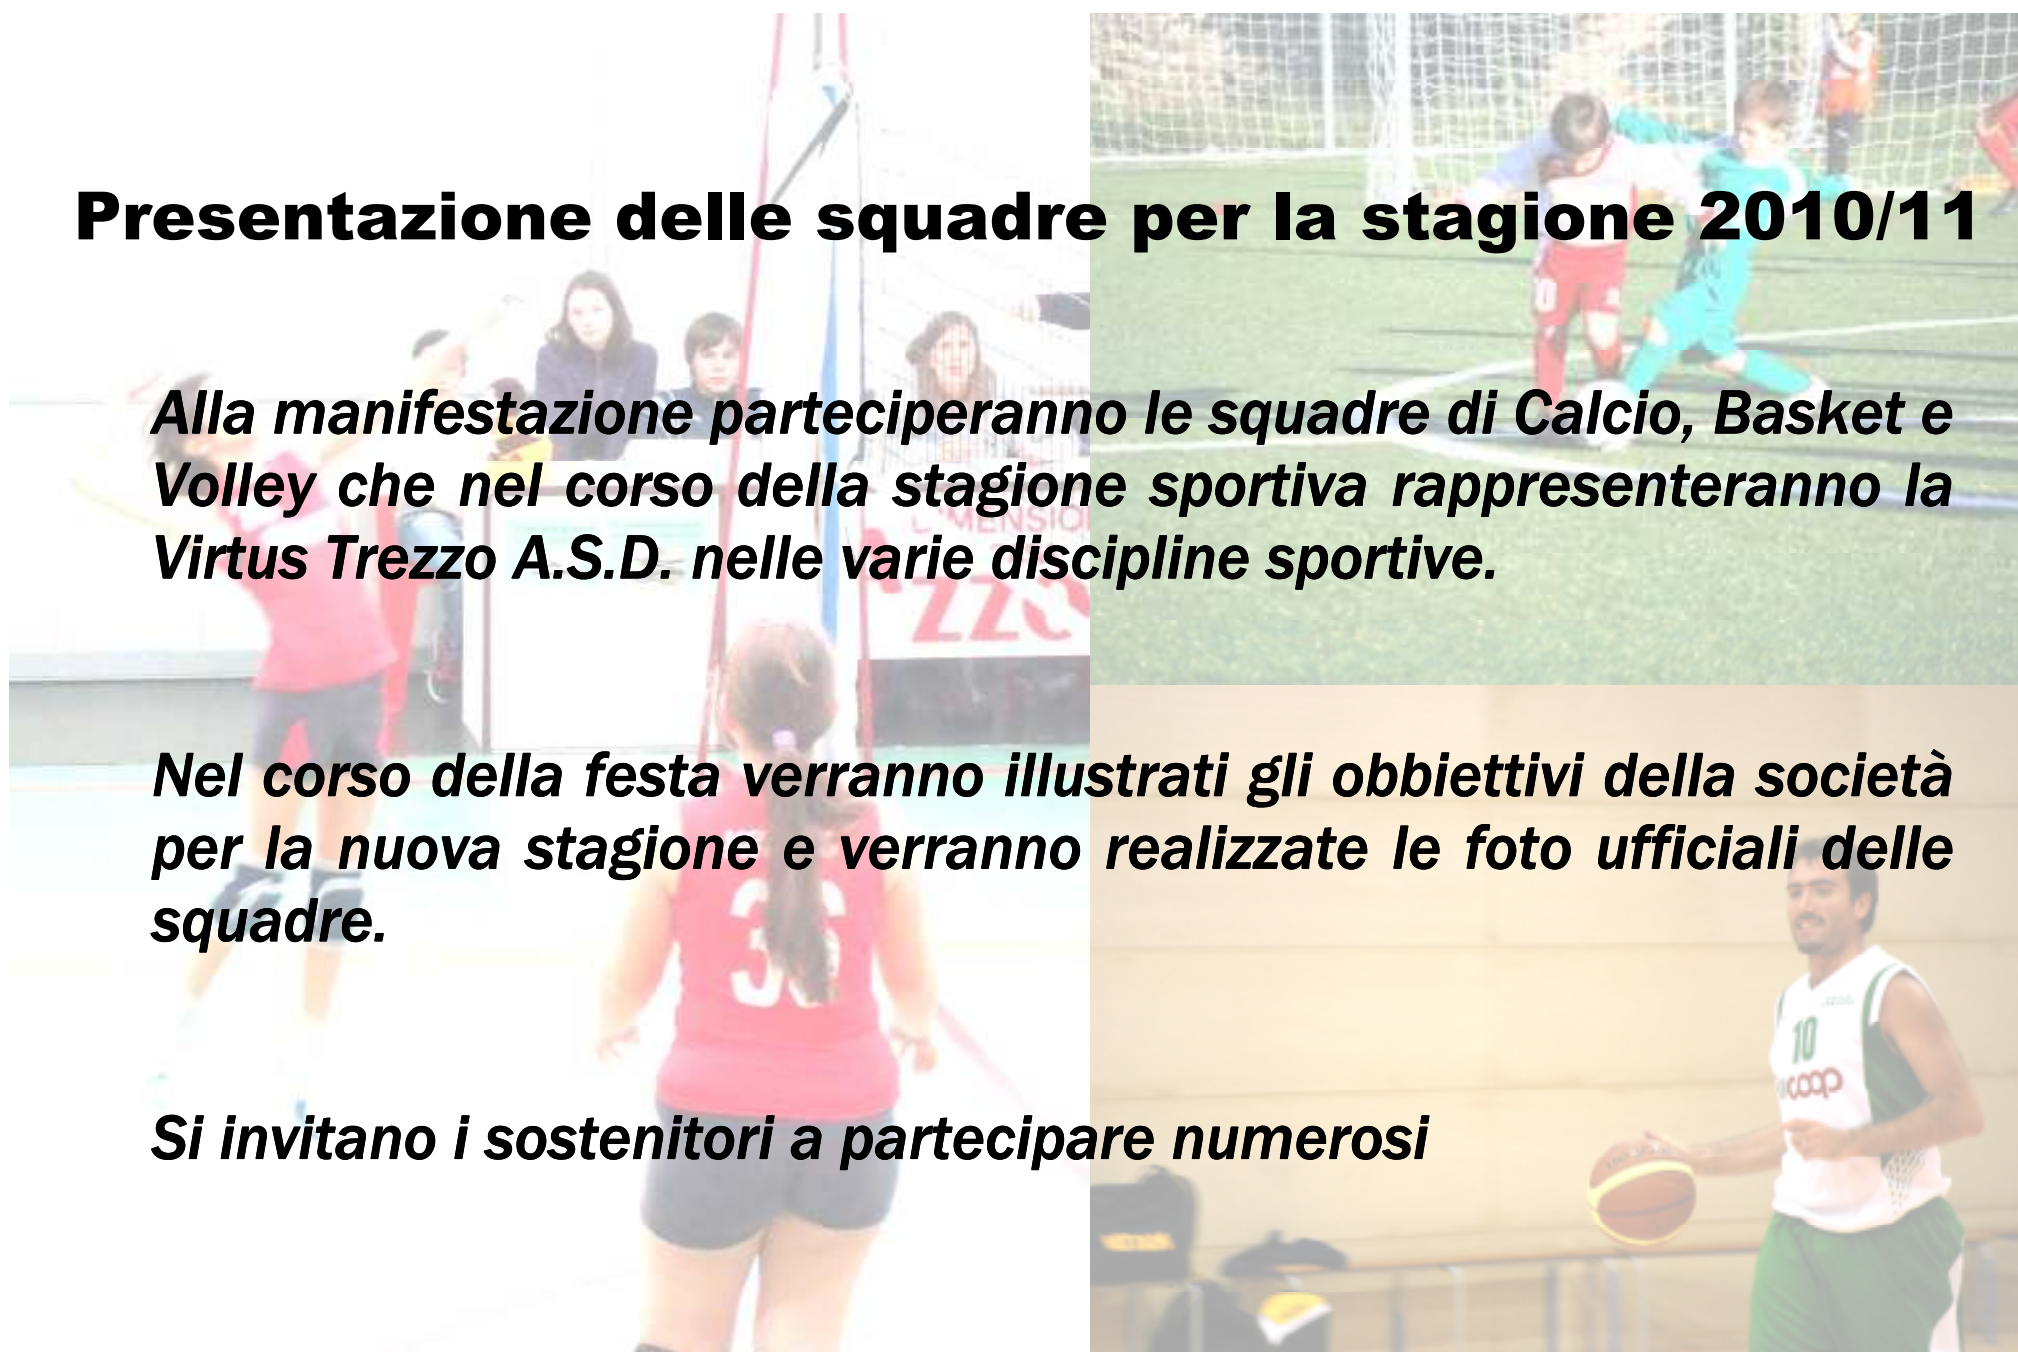 Presentazione delle squadre per la stagione 2010/11
Alla manifestazione parteciperanno le squadre di Calcio, Basket e
Volley che nel corso della stagione sportiva rappresenteranno la
Virtus Trezzo A.S.D. nelle varie discipline sportive.
Nel corso della festa verranno illustrati gli obbiettivi della società
per la nuova stagione e verranno realizzate le foto ufficiali delle
squadre.
Si invitano i sostenitori a partecipare numerosi
10
coop